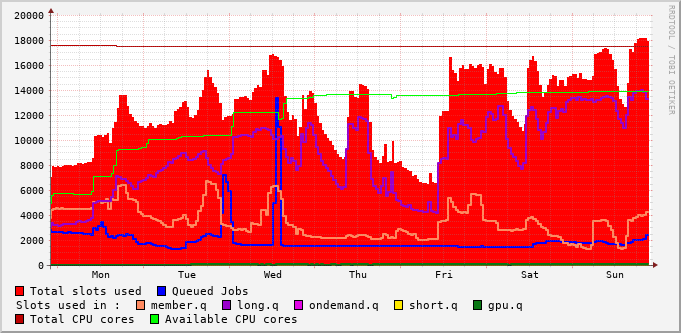 RRDTOOL / TOBI OETIKER
20000
18000
16000
14000
12000
10000
8000
6000
4000
2000
0
Mon Tue Wed Thu Fri Sat Sun
Total slots used Queued Jobs
Slots used in : member.q long.q ondemand.q short.q gpu.q
Total CPU cores Available CPU cores